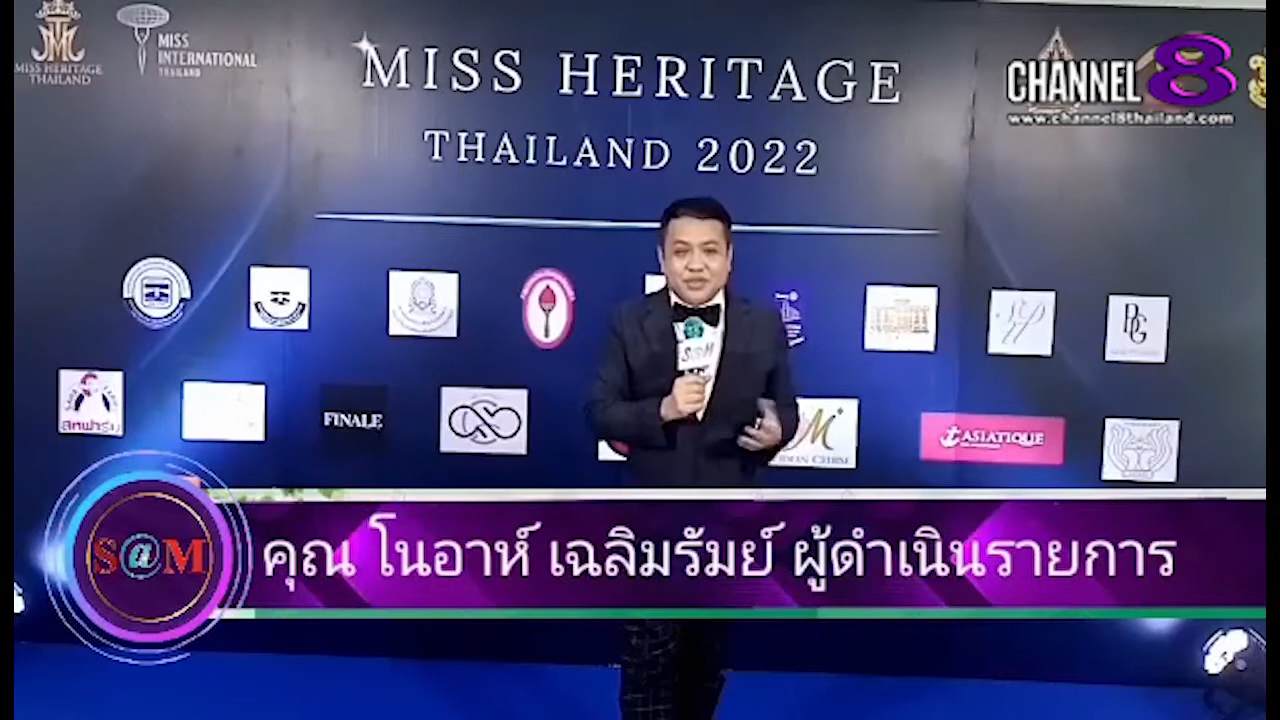 MISS HERITAGE
THAILAND
MISS
INTERNATIONAL
THAILAND
MISS HERITAGE
THAILAND 2022
CHANNEL 8
www.channel8thailand.com
FINALE
ASIATIQUE
S@M
S@M
คุณ โนอาห์ เฉลิมรัมย์ ผู้ดำเนินรายการ